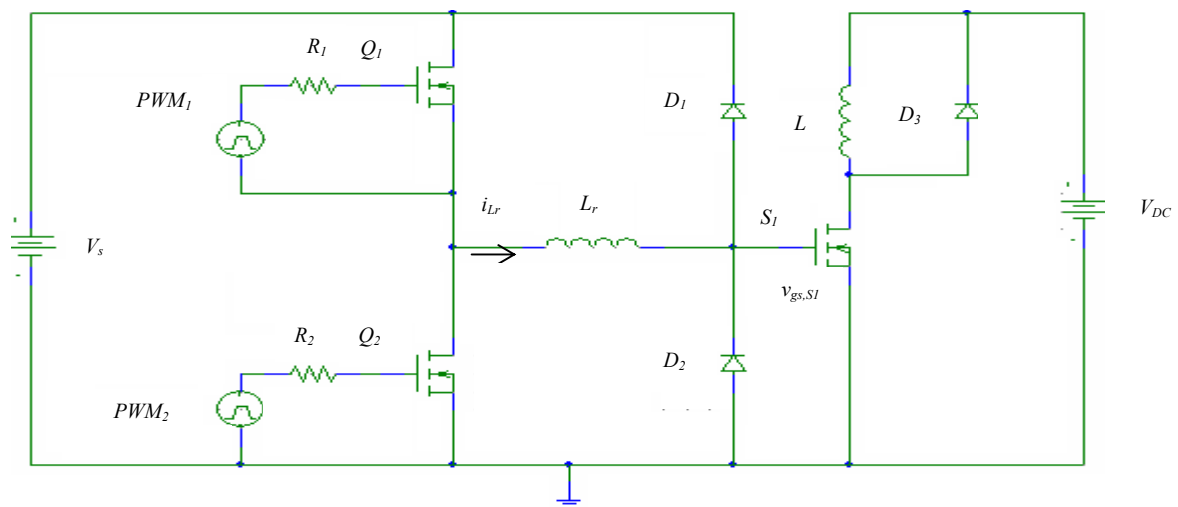 R1 Q1
PWM1
D1
L
D3
iLr Lr
S1
VDC
Vs
vgs,S1
R2 Q2
D2
PWM2